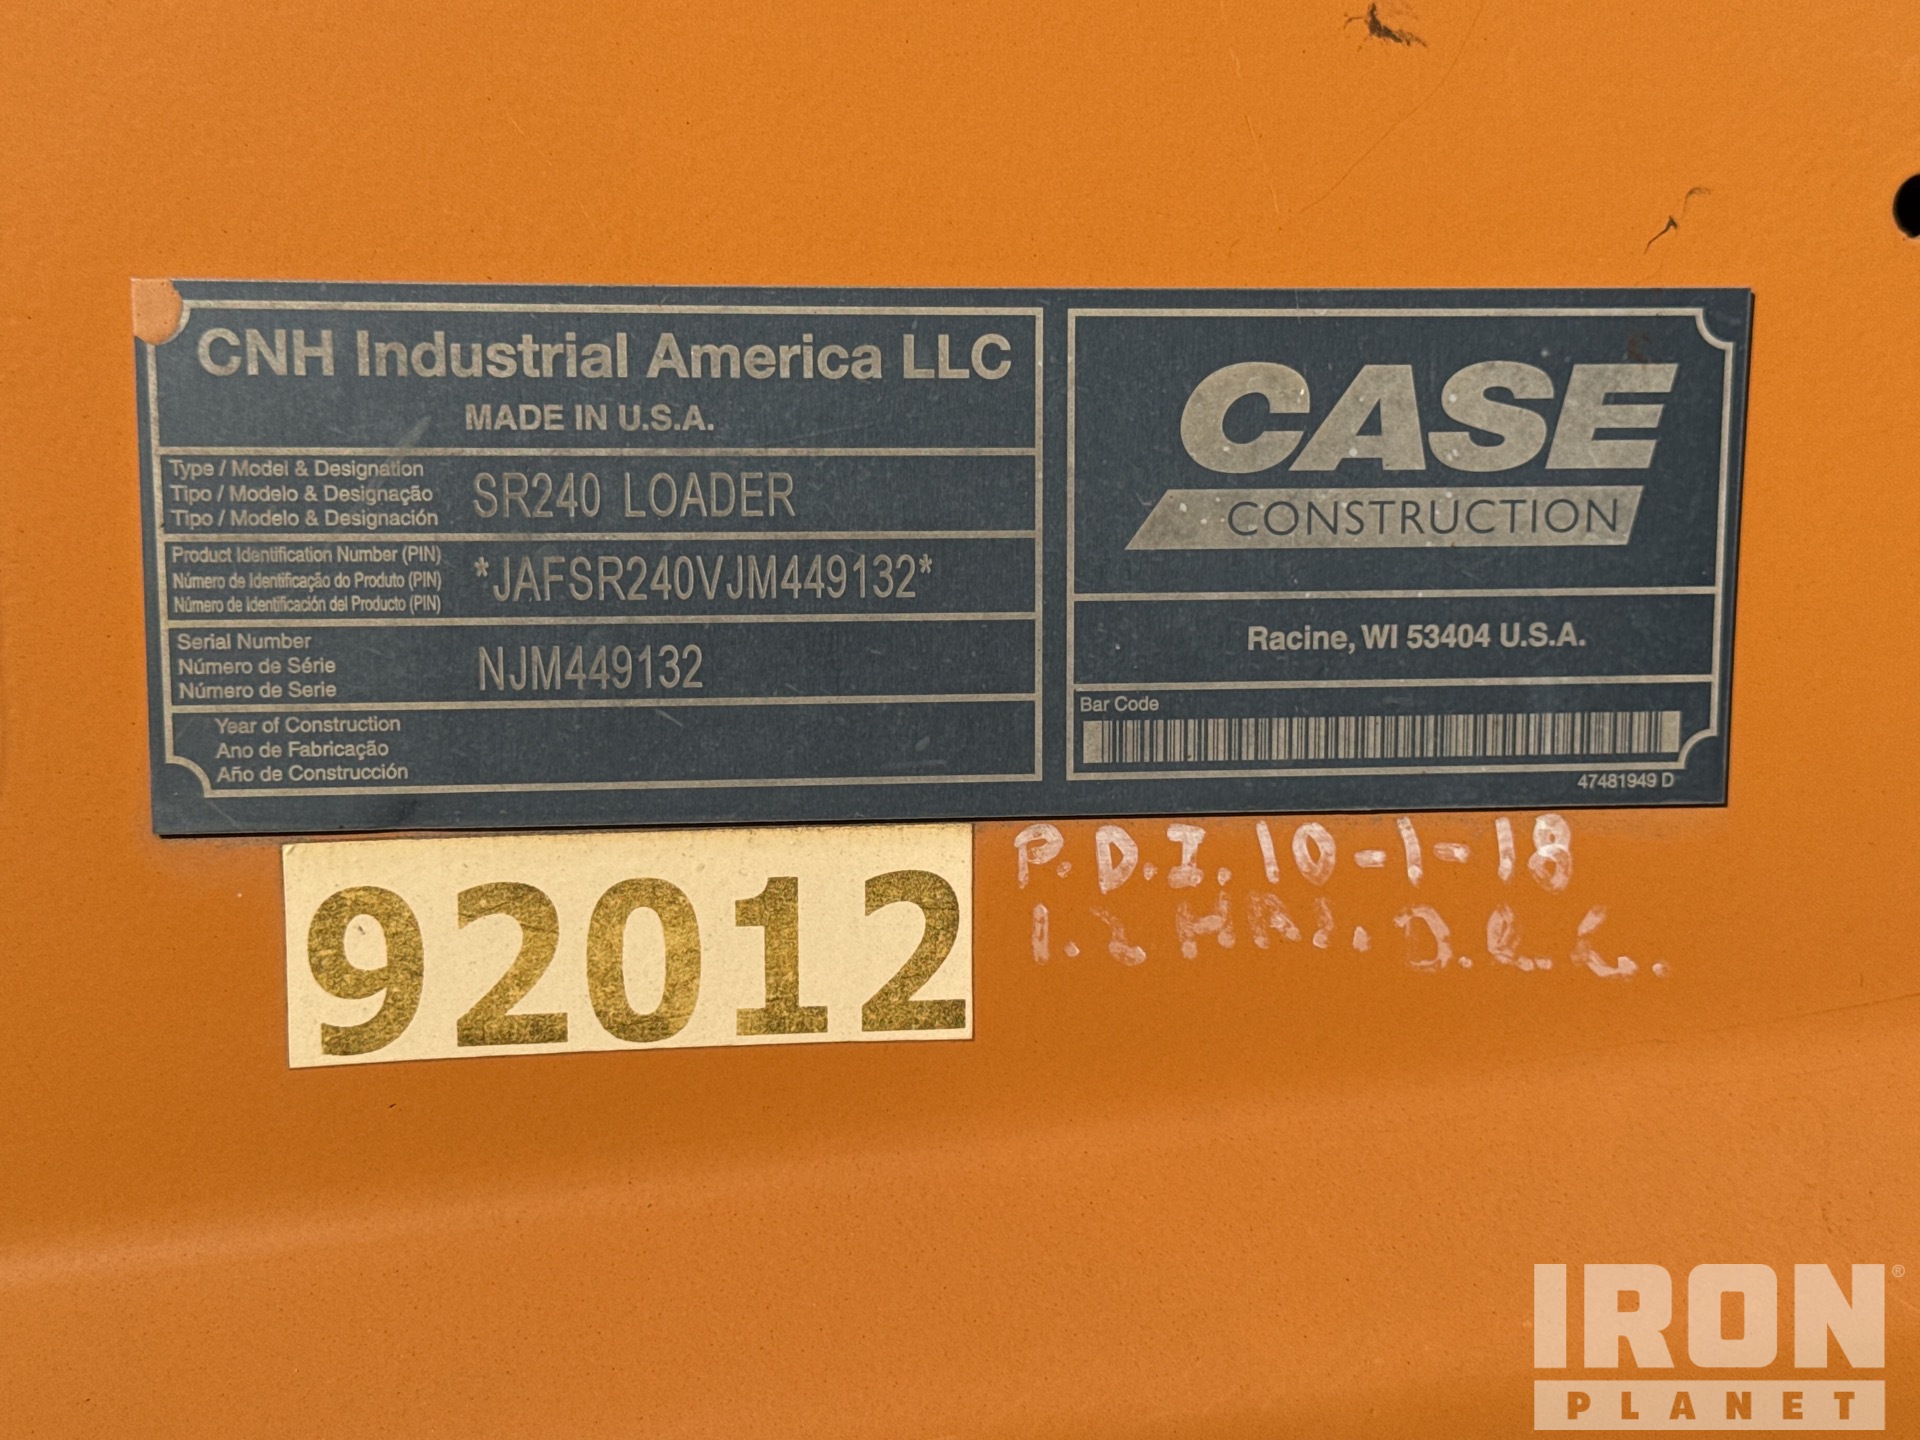 CNH Industrial America LLC
MADE IN U.S.A.
Type / Model & Designation
Tipo / Modelo & Designação
Tipo / Modelo & Designación
SR240 LOADER
Product Identification Number (PIN)
Número de Identificação do Produto (PIN)
Número de Identificación del Producto (PIN)
*JAFSR240VJM449132*
Serial Number
Número de Série
Número de Serie
NJM449132
Year of Construction
Ano de Fabricação
Año de Construcción
CASE
CONSTRUCTION
Racine, WI 53404 U.S.A.
Bar Code
47481949 D
92012
P.D.I. 10-1-18
1.2 HRS.
IRON®
PLANET